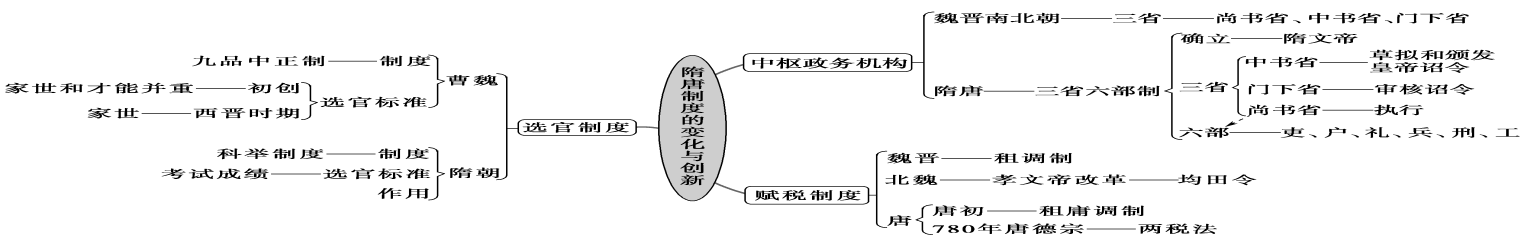 隋唐制度的变化与创新
选官制度
曹魏
九品中正制——制度
选官标准
家世和才能并重——初创
家世——西晋时期
隋朝
科举制度——制度
考试成绩——选官标准
作用
中枢政务机构
魏晋南北朝——三省——尚书省、中书省、门下省
隋唐——三省六部制
确立——隋文帝
三省
中书省——草拟和颁发
皇帝诏令
门下省——审核诏令
尚书省——执行
六部——吏、户、礼、兵、刑、工
赋税制度
魏晋——租调制
北魏——孝文帝改革——均田令
唐
唐初——租庸调制
780年唐德宗——两税法